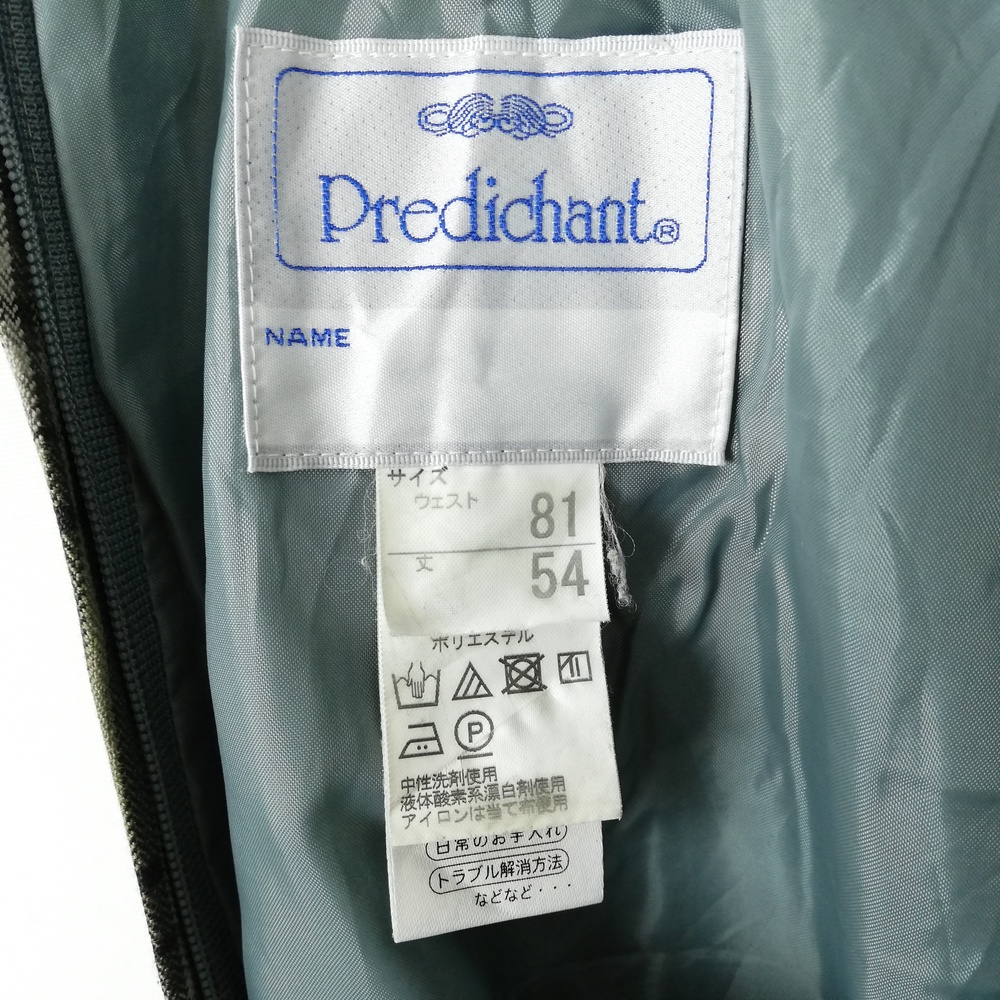 Predichant®
NAME
サイズ
ウェスト
81
丈
54
ポリエステル
P
中性洗剤使用
液体酸素系漂白剤使用
アイロンは当て布使用
日常のお手入れ
トラブル解消方法
などなど・・・